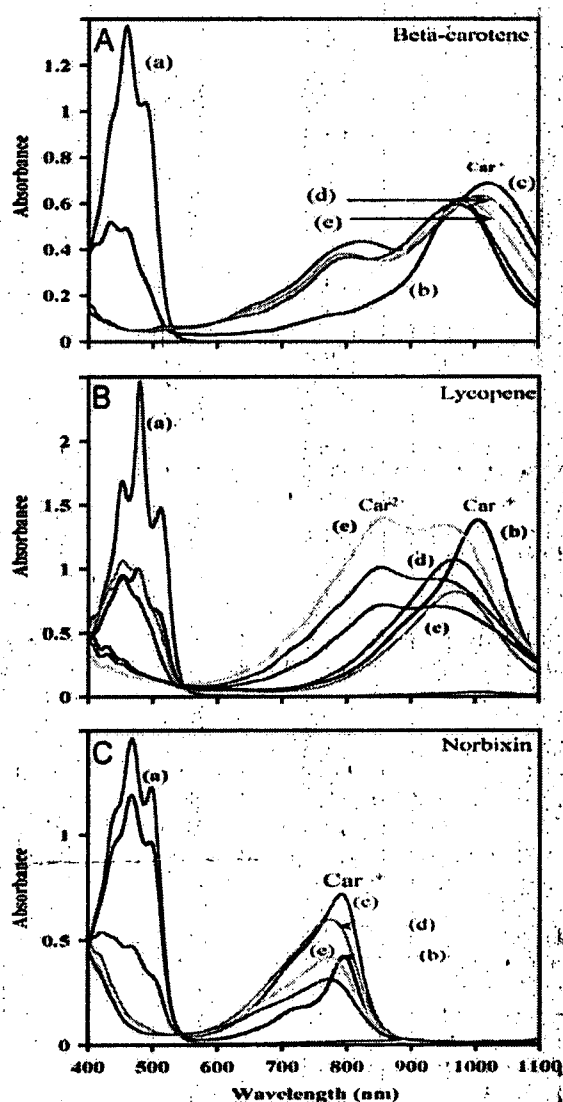 A
Beta-carotene
(a)
1.2
1
0.8
0.6
0.4
0.2
0
Absorbance
Car +
(c)
(d)
(e)
(b)
B
Lycopene
(a)
2
1.5
1
0.5
0
Absorbance
Car2+
Car +
(e)
(b)
(d)
(e)
C
Norbixin
(a)
1
0.5
0
Absorbance
Car +
(c)
(d)
(e)
(b)
400 500 600 700 800 900 1000 1100
Wavelength (nm)